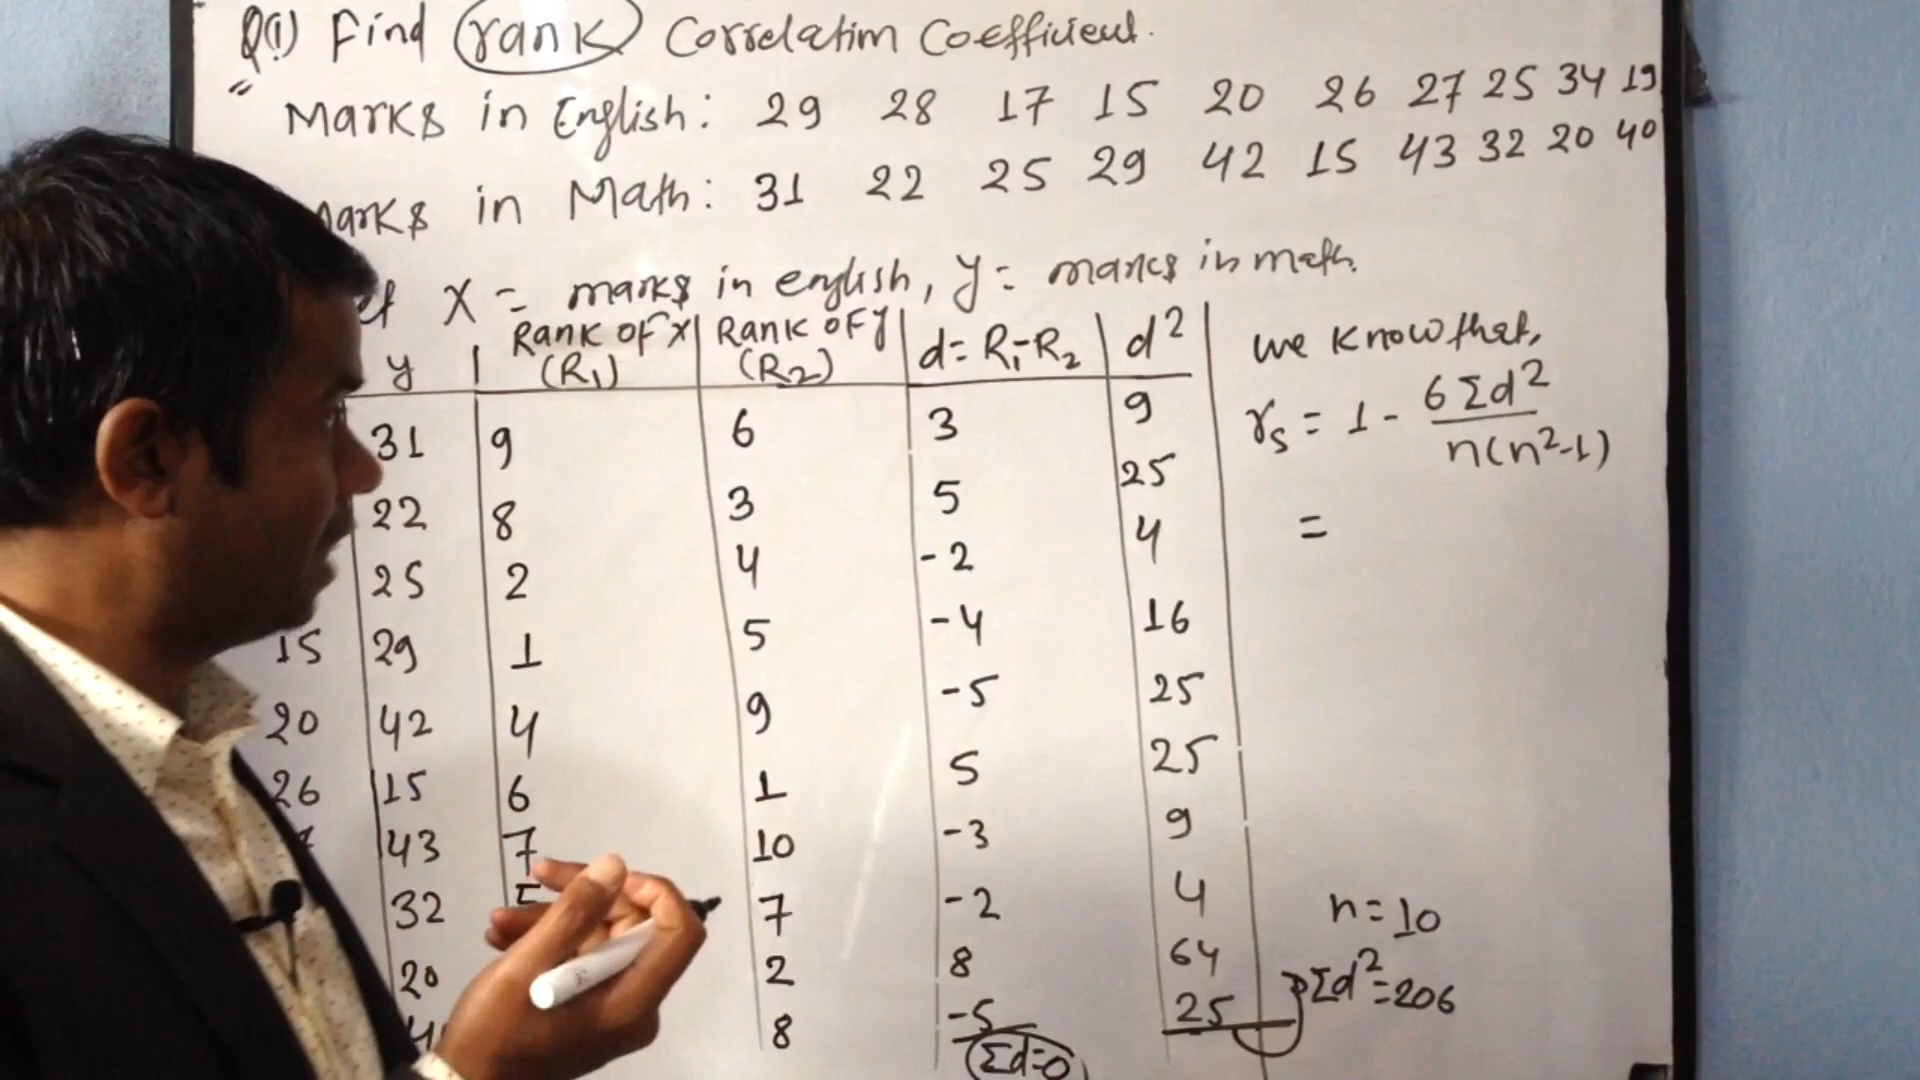 Q(1) Find rank Correlation Coefficient.
Marks in English: 29 28 17 15 20 26 27 25 34 19
Marks in Math: 31 22 25 29 42 15 43 32 20 40
X = marks in english, y = marks in math.
y | Rank of x (R₁) | Rank of y (R₂) | d = R₁-R₂ | d²
31 9 6 3 9
22 8 3 5 25
25 2 4 -2 4
15 29 1 5 -4 16
20 42 4 9 -5 25
26 15 6 1 5 25
43 7 10 -3 9
32 5 7 -2 4
20 2 8 64
8 -5 25
Σd=0
we know that,
rₛ = 1 - 6Σd² / n(n²-1)
=
n=10
Σd²=206